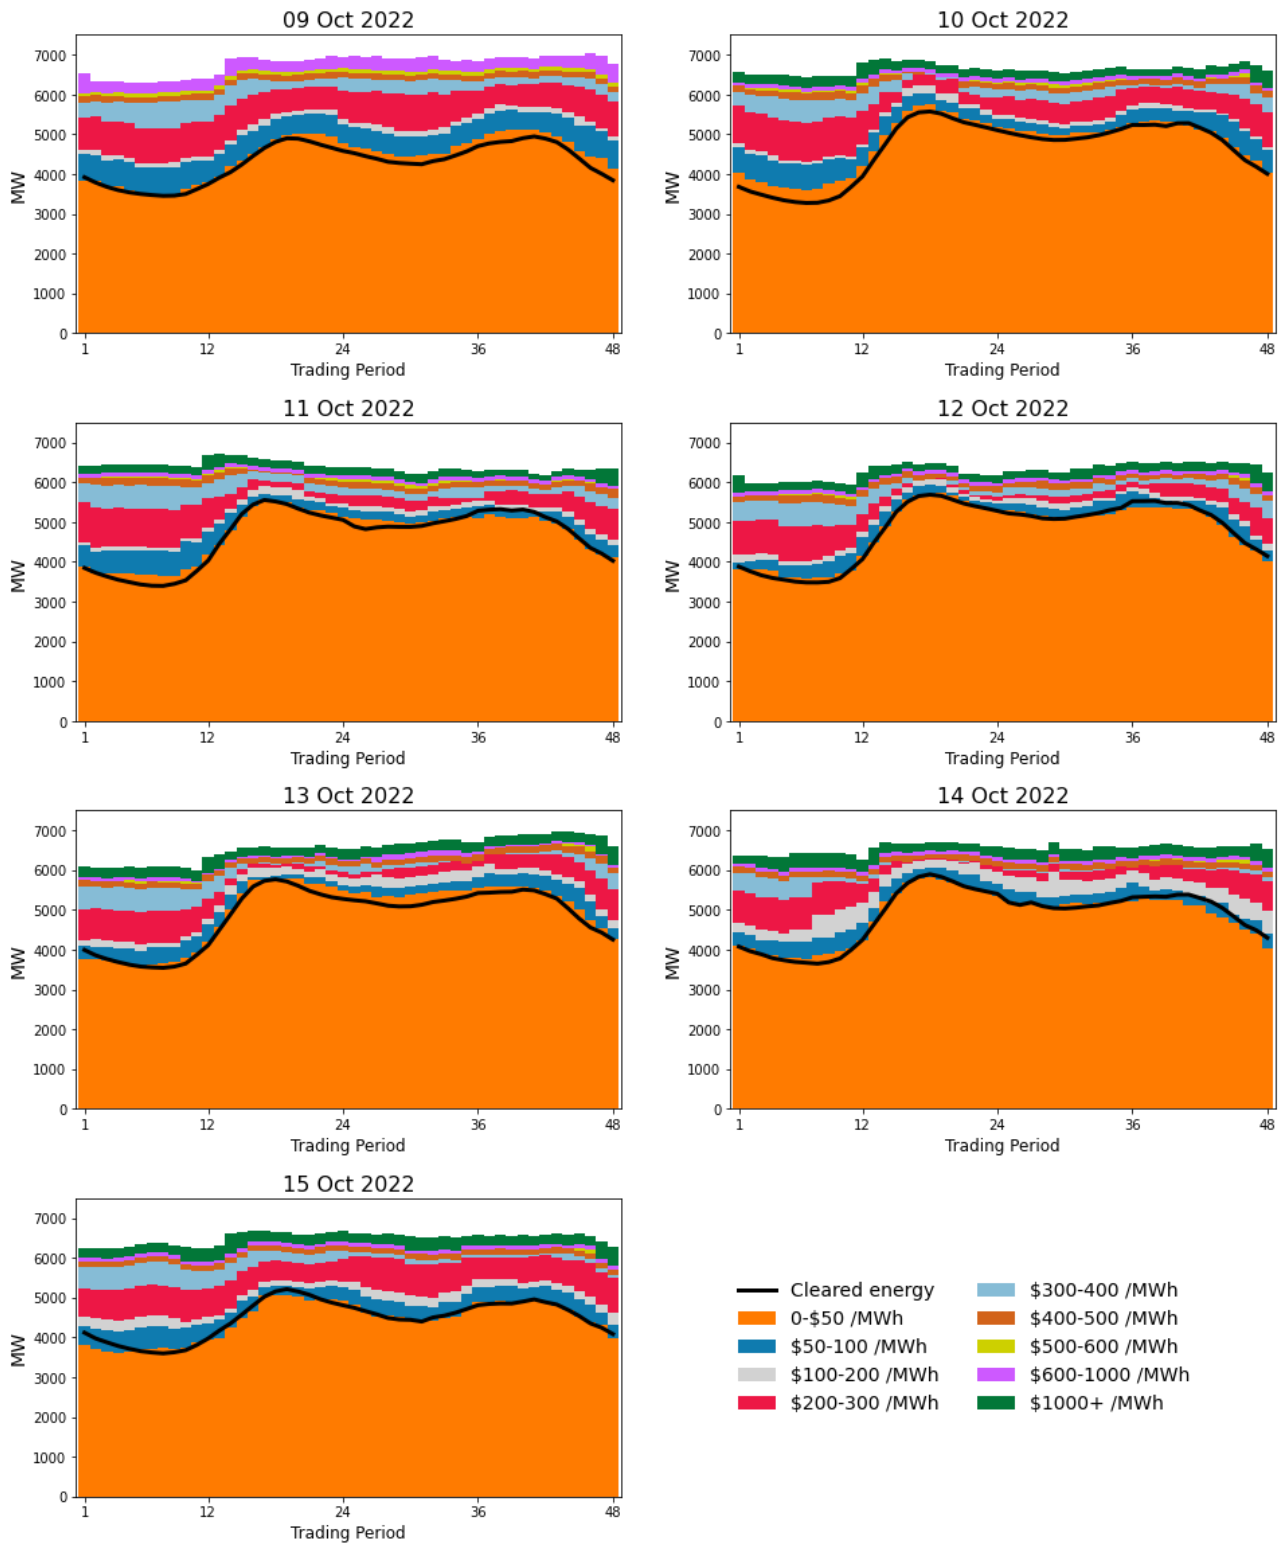 09 Oct 2022
7000
6000
5000
4000
3000
2000
1000
0
MW
1 12 24 36 48
Trading Period
10 Oct 2022
7000
6000
5000
4000
3000
2000
1000
0
MW
1 12 24 36 48
Trading Period
11 Oct 2022
7000
6000
5000
4000
3000
2000
1000
0
MW
1 12 24 36 48
Trading Period
12 Oct 2022
7000
6000
5000
4000
3000
2000
1000
0
MW
1 12 24 36 48
Trading Period
13 Oct 2022
7000
6000
5000
4000
3000
2000
1000
0
MW
1 12 24 36 48
Trading Period
14 Oct 2022
7000
6000
5000
4000
3000
2000
1000
0
MW
1 12 24 36 48
Trading Period
15 Oct 2022
7000
6000
5000
4000
3000
2000
1000
0
MW
1 12 24 36 48
Trading Period
Cleared energy
0-$50 /MWh
$50-100 /MWh
$100-200 /MWh
$200-300 /MWh
$300-400 /MWh
$400-500 /MWh
$500-600 /MWh
$600-1000 /MWh
$1000+ /MWh